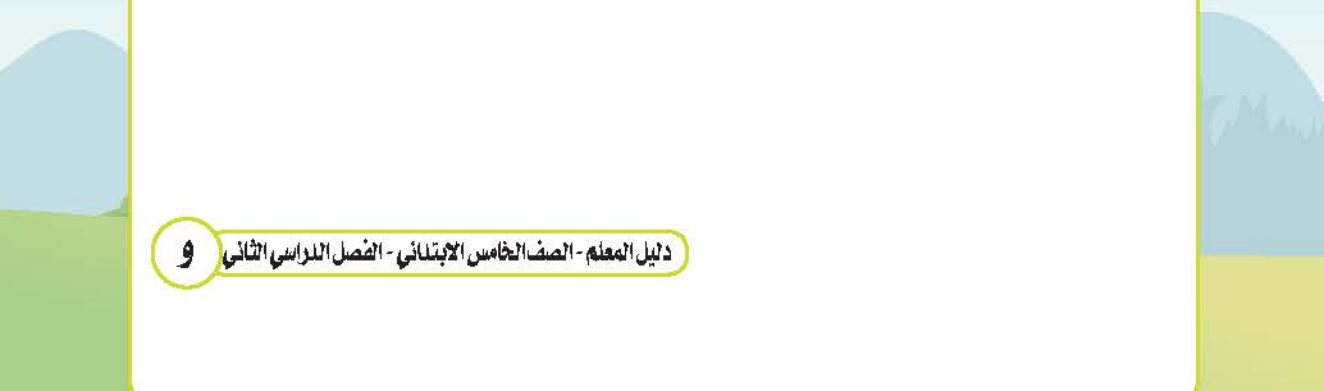 دليل المعلم - الصف الخامس الابتدائي - الفصل الدراسي الثاني و